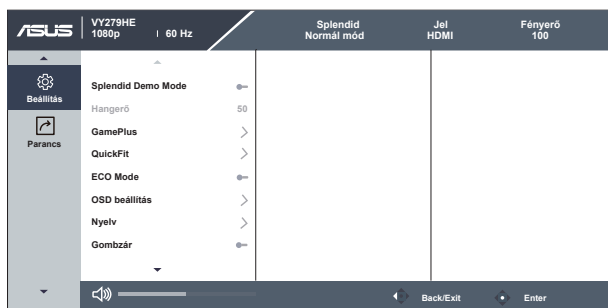 ASUS
VY279HE
1080p 60 Hz
Splendid
Normál mód
Jel
HDMI
Fényerő
100
Beállítás
Parancs
Splendid Demo Mode
Hangerő 50
GamePlus
QuickFit
ECO Mode
OSD beállítás
Nyelv
Gombzár
Back/Exit
Enter